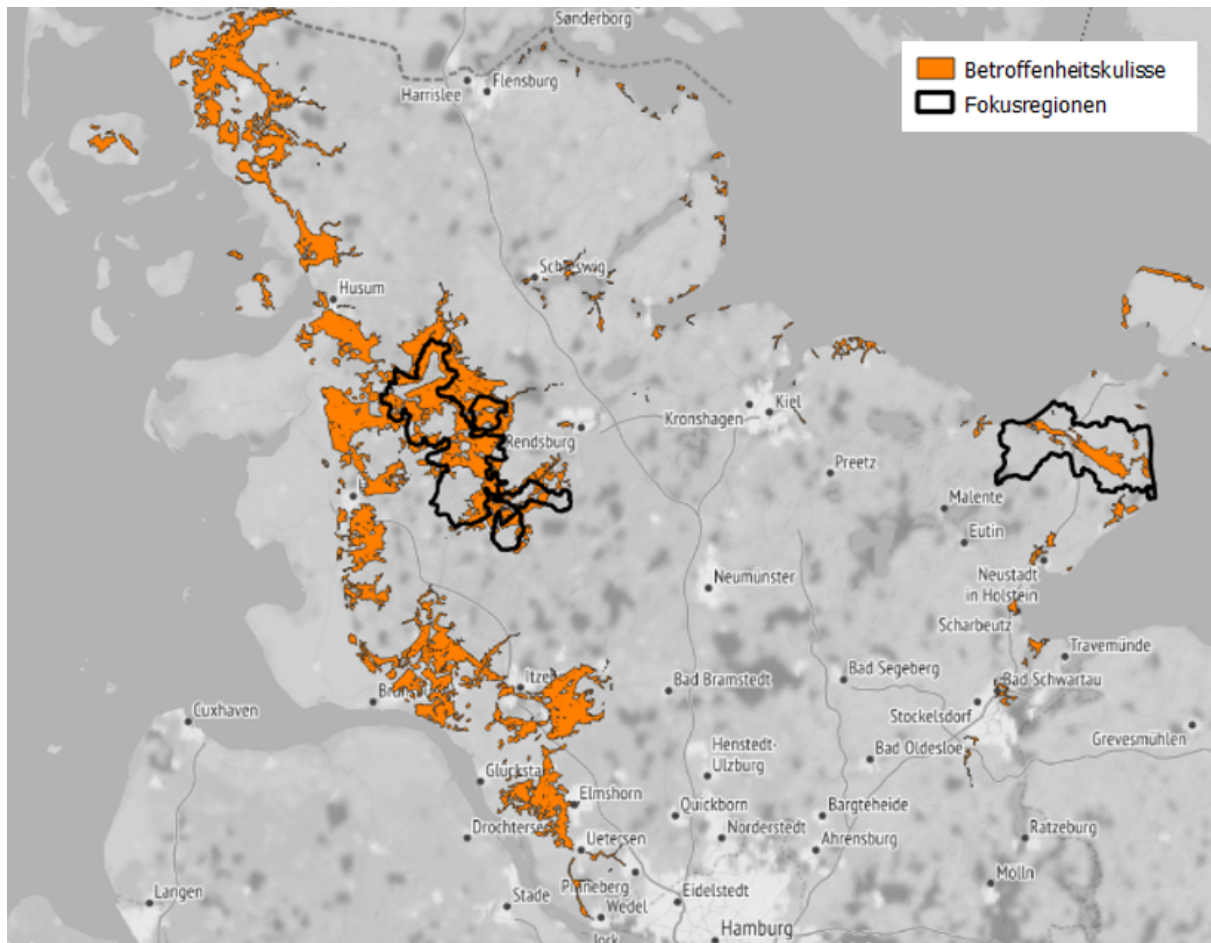 Sønderborg
Betroffenheitskulisse
Fokusregionen
Flensburg
Harrislee
Husum
Kiel
Kronshagen
Rendsburg
Preetz
Malente
Eutin
Neumünster
Neustadt
in Holstein
Scharbeutz
Travemünde
Bad Segeberg
Bad Schwartau
Bad Bramstedt
Stockelsdorf
Cuxhaven
Grevesmühlen
Bad Oldesloe
Henstedt-
Ulzburg
Elmshorn
Quickborn
Bargteheide
Norderstedt
Ahrensburg
Ratzeburg
Uetersen
Mölln
Pinneberg
Eidelstedt
Langen
Stade
Wedel
Hamburg